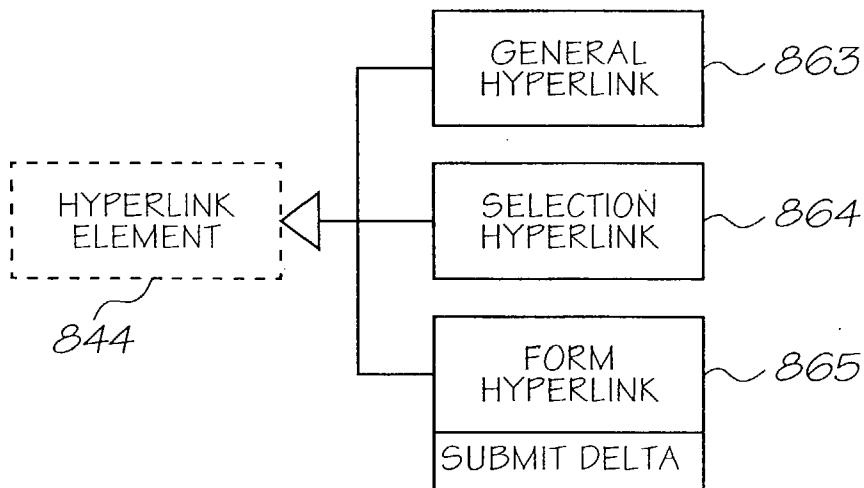 GENERAL
HYPERLINK
863
HYPERLINK
ELEMENT
844
SELECTION
HYPERLINK
864
FORM
HYPERLINK
865
SUBMIT DELTA